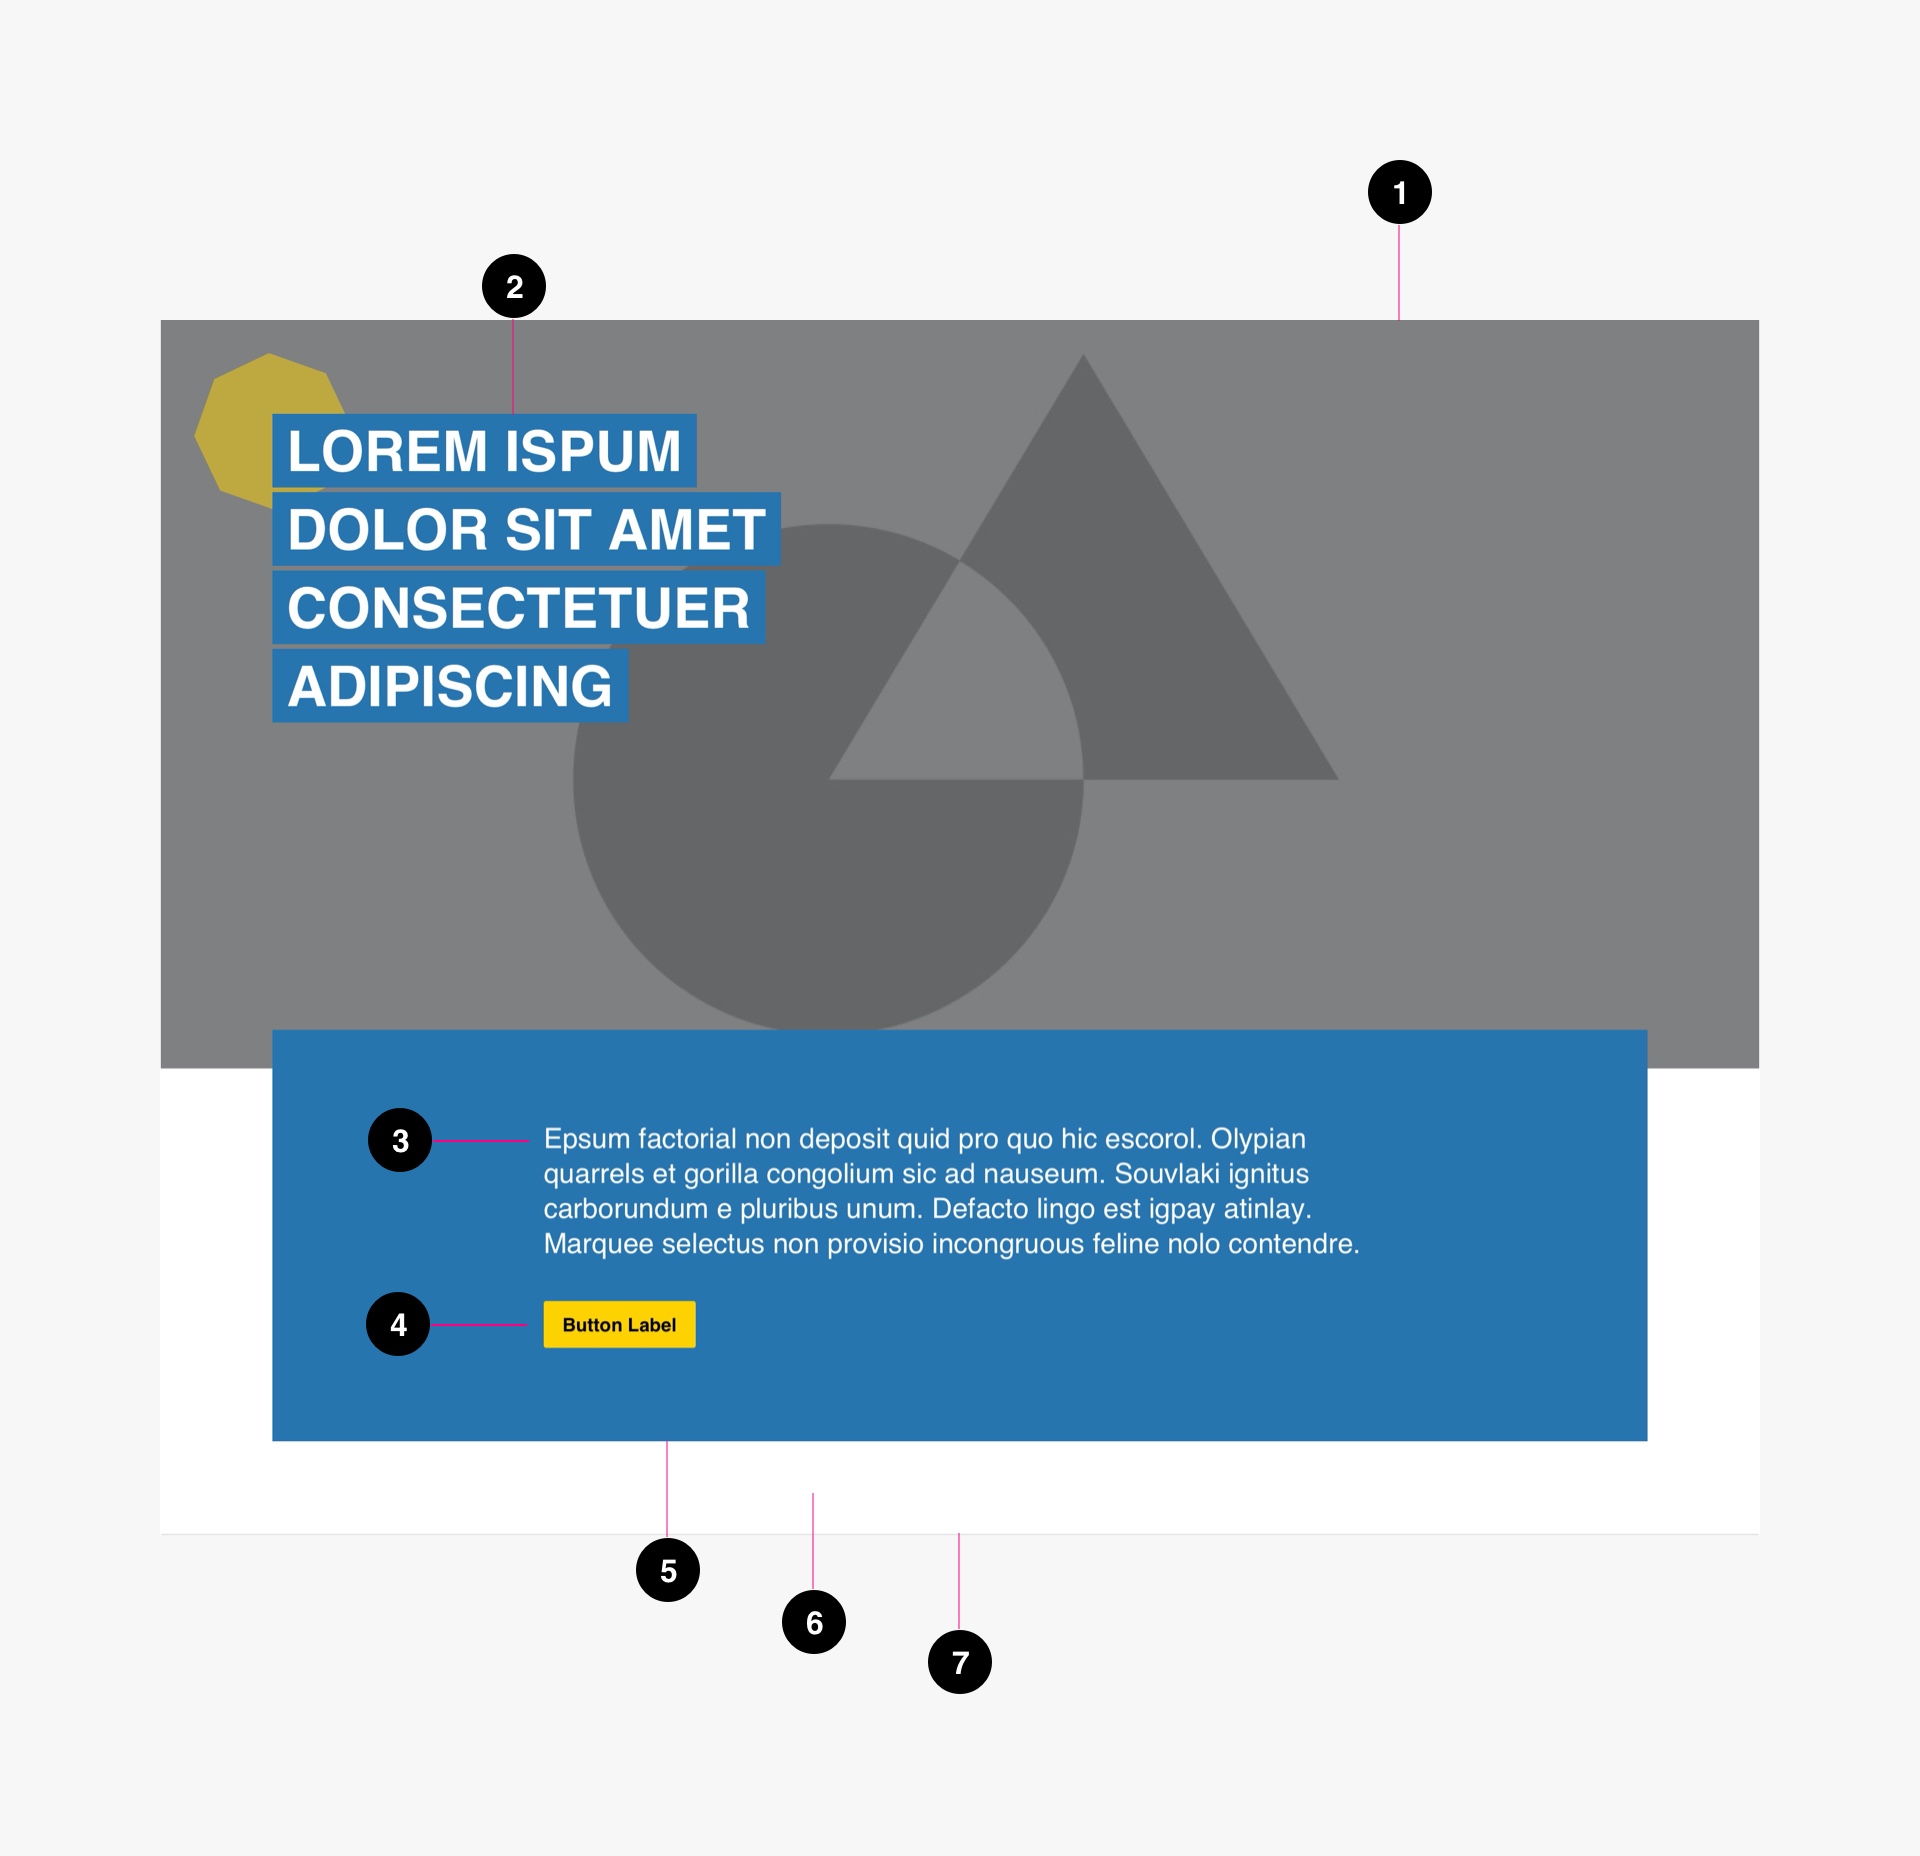 1
2
LOREM ISPUM
DOLOR SIT AMET
CONSECTETUER
ADIPISCING
3
Epsum factorial non deposit quid pro quo hic escorol. Olypian
quarrels et gorilla congolium sic ad nauseum. Souvlaki ignitus
carborundum e pluribus unum. Defacto lingo est igpay atinlay.
Marquee selectus non provisio incongruous feline nolo contendre.
4
Button Label
5
6
7